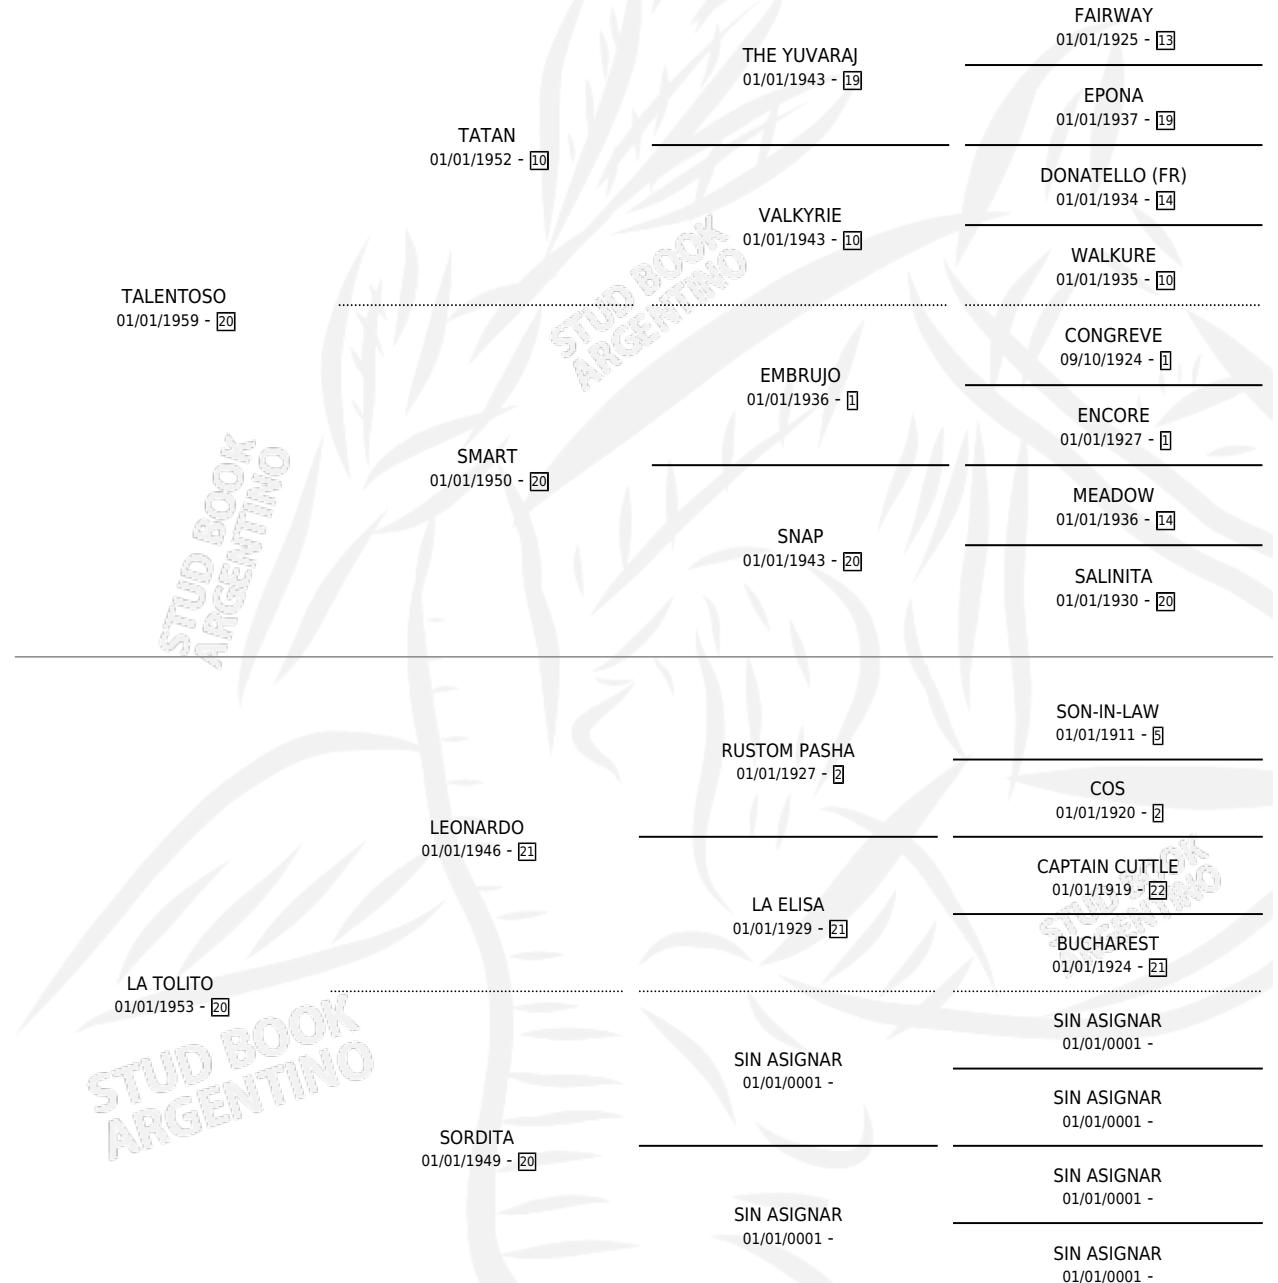 FAIRWAY
01/01/1925 - 13
THE YUVARAJ
01/01/1943 - 19
EPONA
01/01/1937 - 19
TATAN
01/01/1952 - 10
DONATELLO (FR)
01/01/1934 - 14
VALKYRIE
01/01/1943 - 10
WALKURE
01/01/1935 - 10
TALENTOSO
01/01/1959 - 20
CONGREVE
09/10/1924 - 1
EMBRUJO
01/01/1936 - 1
ENCORE
01/01/1927 - 1
SMART
01/01/1950 - 20
MEADOW
01/01/1936 - 14
SNAP
01/01/1943 - 20
SALINITA
01/01/1930 - 20
SON-IN-LAW
01/01/1911 - 5
RUSTOM PASHA
01/01/1927 - 2
COS
01/01/1920 - 2
LEONARDO
01/01/1946 - 21
CAPTAIN CUTTLE
01/01/1919 - 22
LA ELISA
01/01/1929 - 21
BUCHAREST
01/01/1924 - 21
LA TOLITO
01/01/1953 - 20
SIN ASIGNAR
01/01/0001 -
SIN ASIGNAR
01/01/0001 -
SIN ASIGNAR
01/01/0001 -
SORDITA
01/01/1949 - 20
SIN ASIGNAR
01/01/0001 -
SIN ASIGNAR
01/01/0001 -
SIN ASIGNAR
01/01/0001 -
STUD BOOK
ARGENTINO
STUD BOOK
ARGENTINO
STUD BOOK
ARGENTINO
STUD BOOK
ARGENTINO